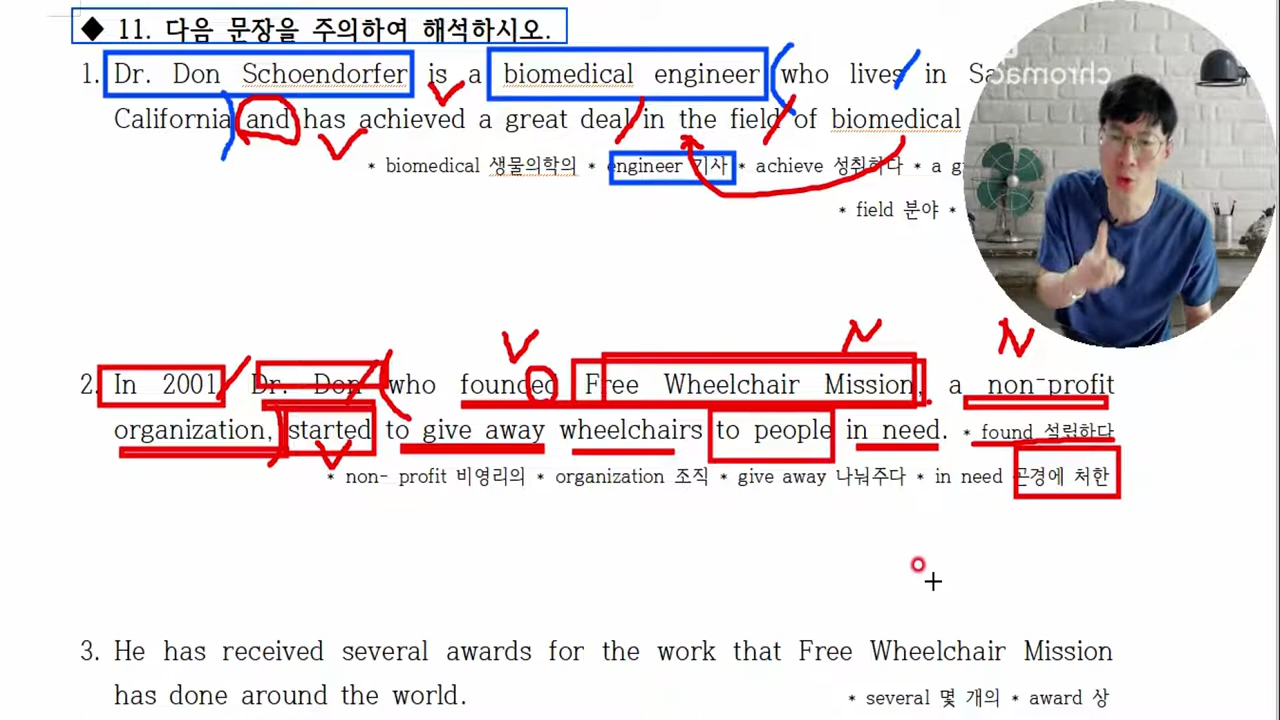 ◆ 11. 다음 문장을 주의하여 해석하시오.
1. Dr. Don Schoendorfer is a biomedical engineer who lives in
California and has achieved a great deal in the field of biomedical
* biomedical 생물의학의 * engineer 기사 * achieve 성취하다 * a
* field 분야 *
chromac
2. In 2001 Dr. Don who founded Free Wheelchair Mission, a non-profit
organization, started to give away wheelchairs to people in need. * found 설립하다
* non- profit 비영리의 * organization 조직 * give away 나눠주다 * in need 곤경에 처한
3. He has received several awards for the work that Free Wheelchair Mission
has done around the world. * several 몇 개의 * award 상